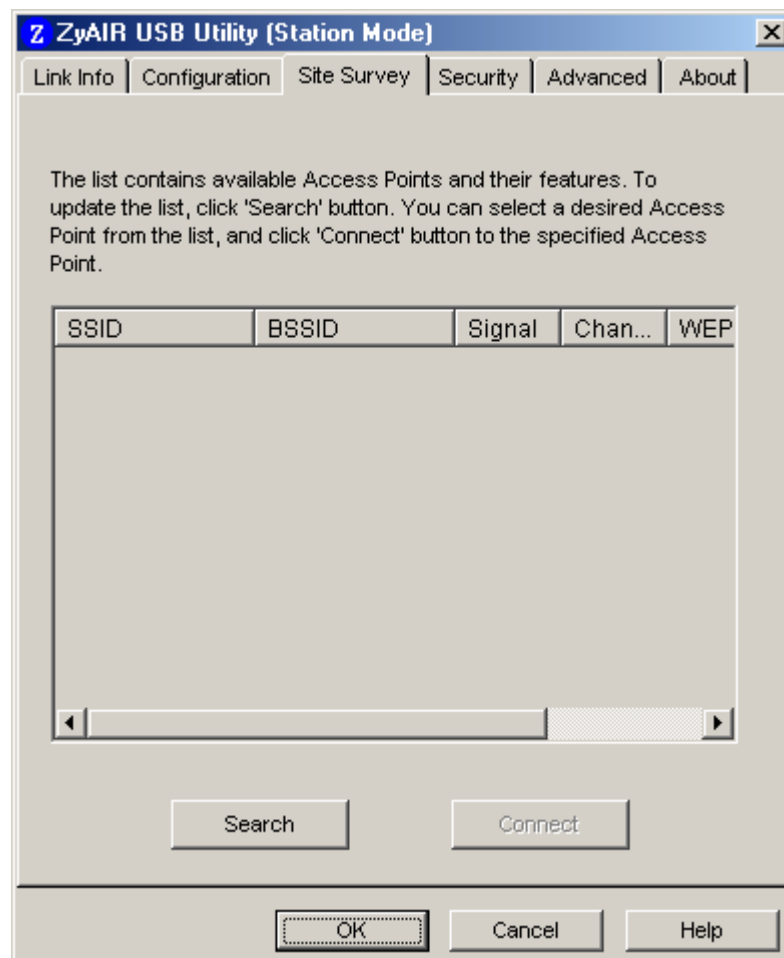 Z ZyAIR USB Utility (Station Mode)
Link Info Configuration Site Survey Security Advanced About
The list contains available Access Points and their features. To
update the list, click 'Search' button. You can select a desired Access
Point from the list, and click 'Connect' button to the specified Access
Point.
SSID BSSID Signal Chan... WEP
Search Connect
OK Cancel Help